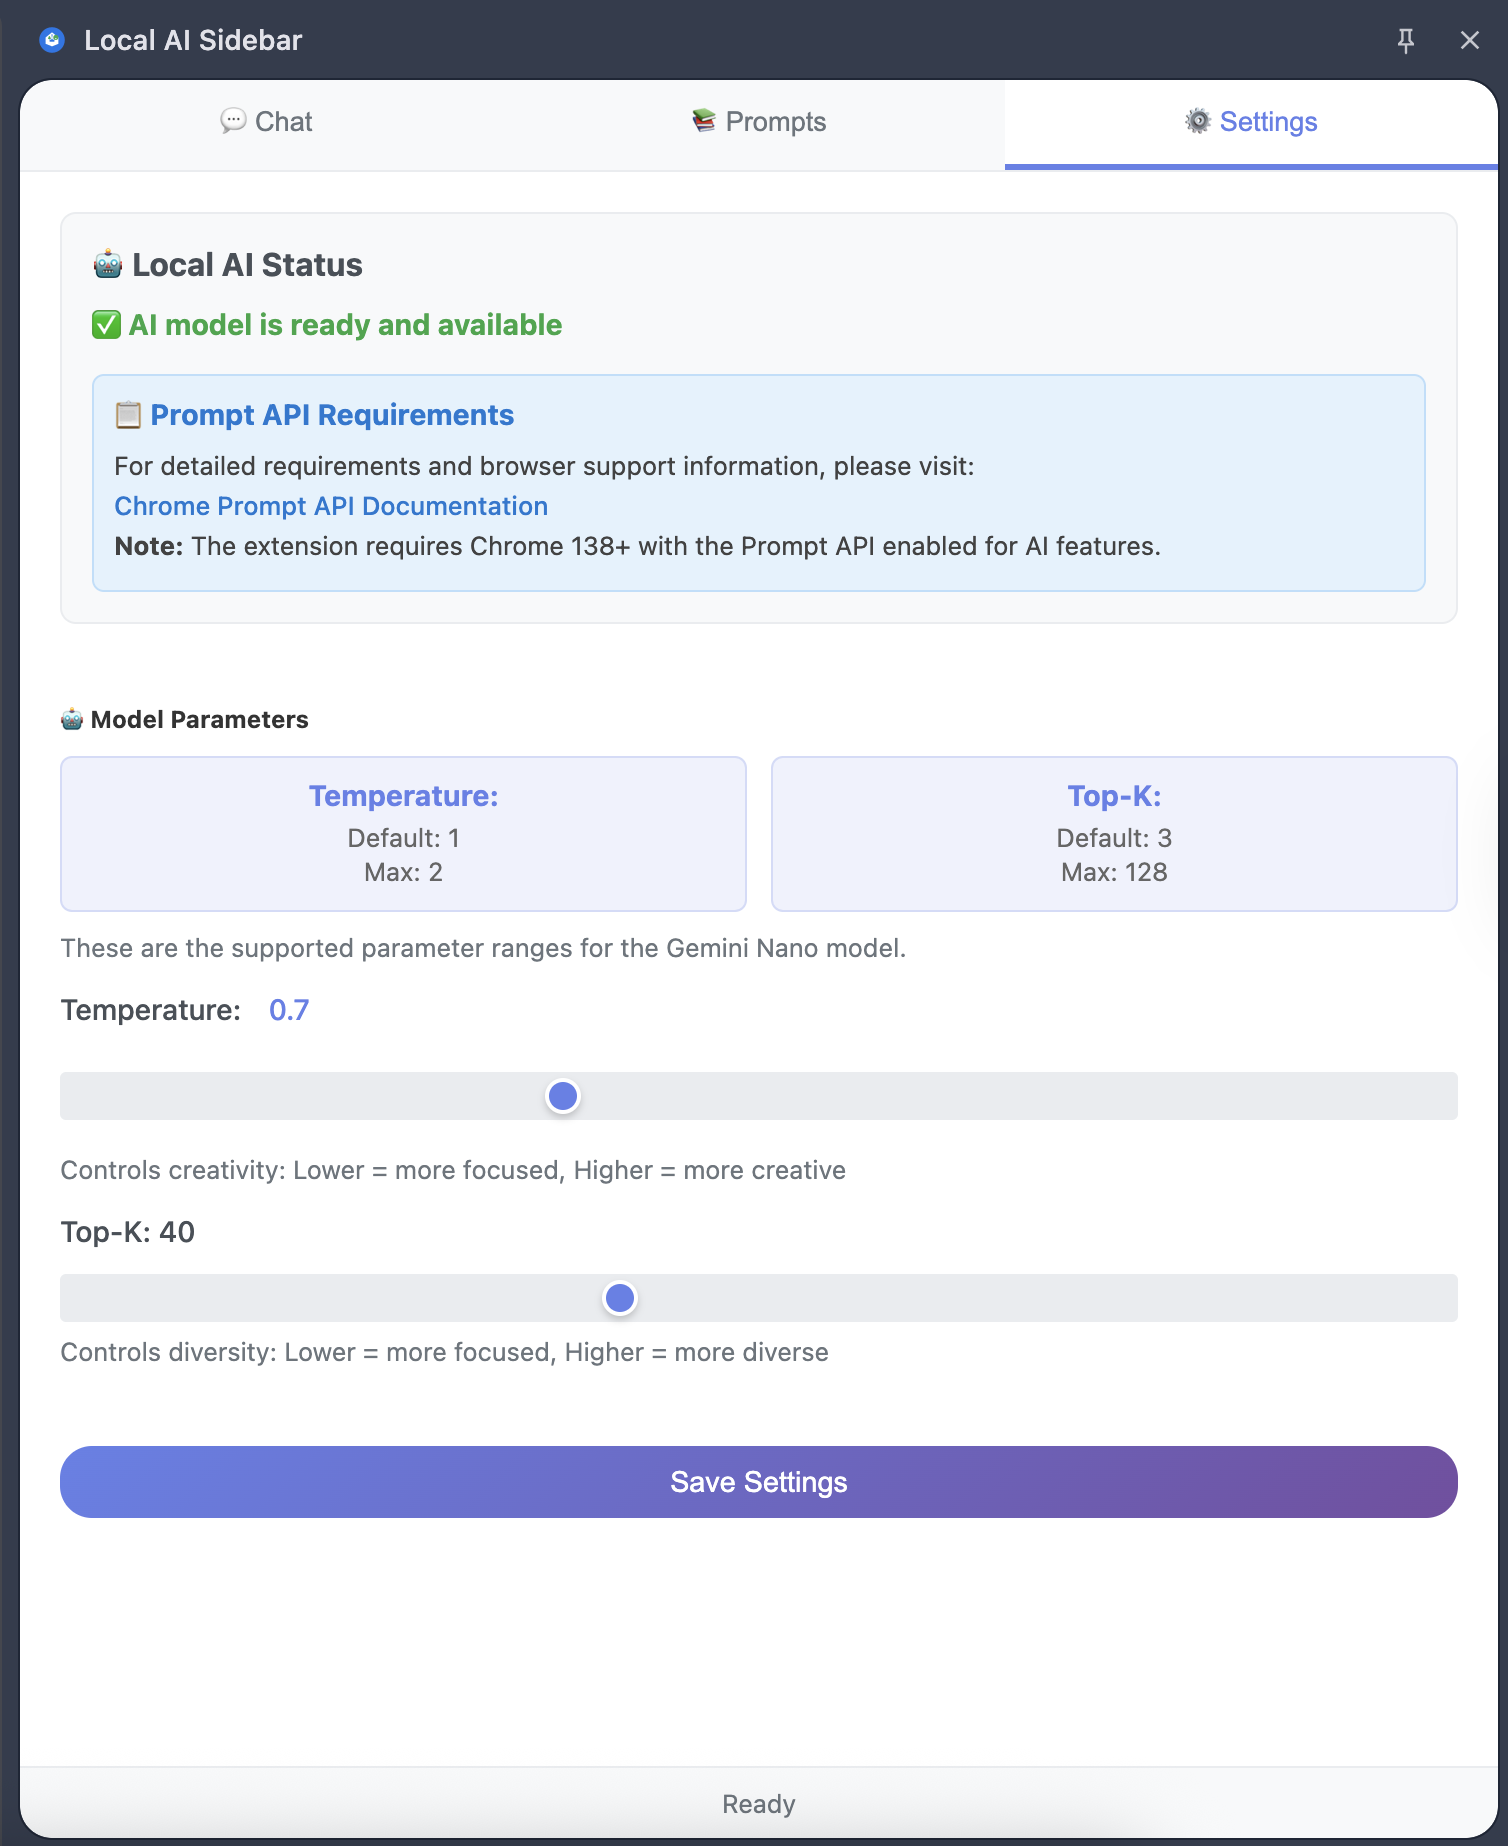 Local AI Sidebar
💬 Chat
📚 Prompts
⚙️ Settings
🤖 Local AI Status
✅ AI model is ready and available
📋 Prompt API Requirements
For detailed requirements and browser support information, please visit:
Chrome Prompt API Documentation
Note: The extension requires Chrome 138+ with the Prompt API enabled for AI features.
🤖 Model Parameters
Temperature:
Default: 1
Max: 2
Top-K:
Default: 3
Max: 128
These are the supported parameter ranges for the Gemini Nano model.
Temperature: 0.7
Controls creativity: Lower = more focused, Higher = more creative
Top-K: 40
Controls diversity: Lower = more focused, Higher = more diverse
Save Settings
Ready